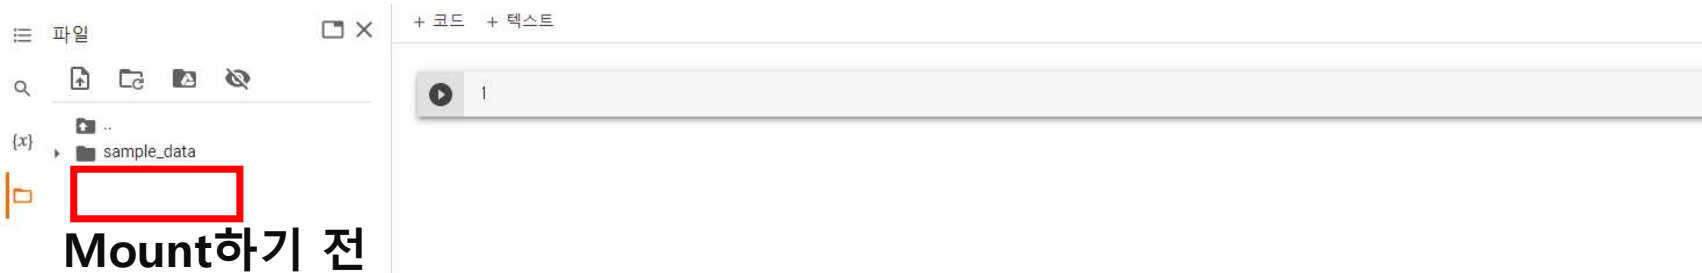 파일
+ 코드 + 텍스트
1
..
{x}
sample_data
Mount하기 전